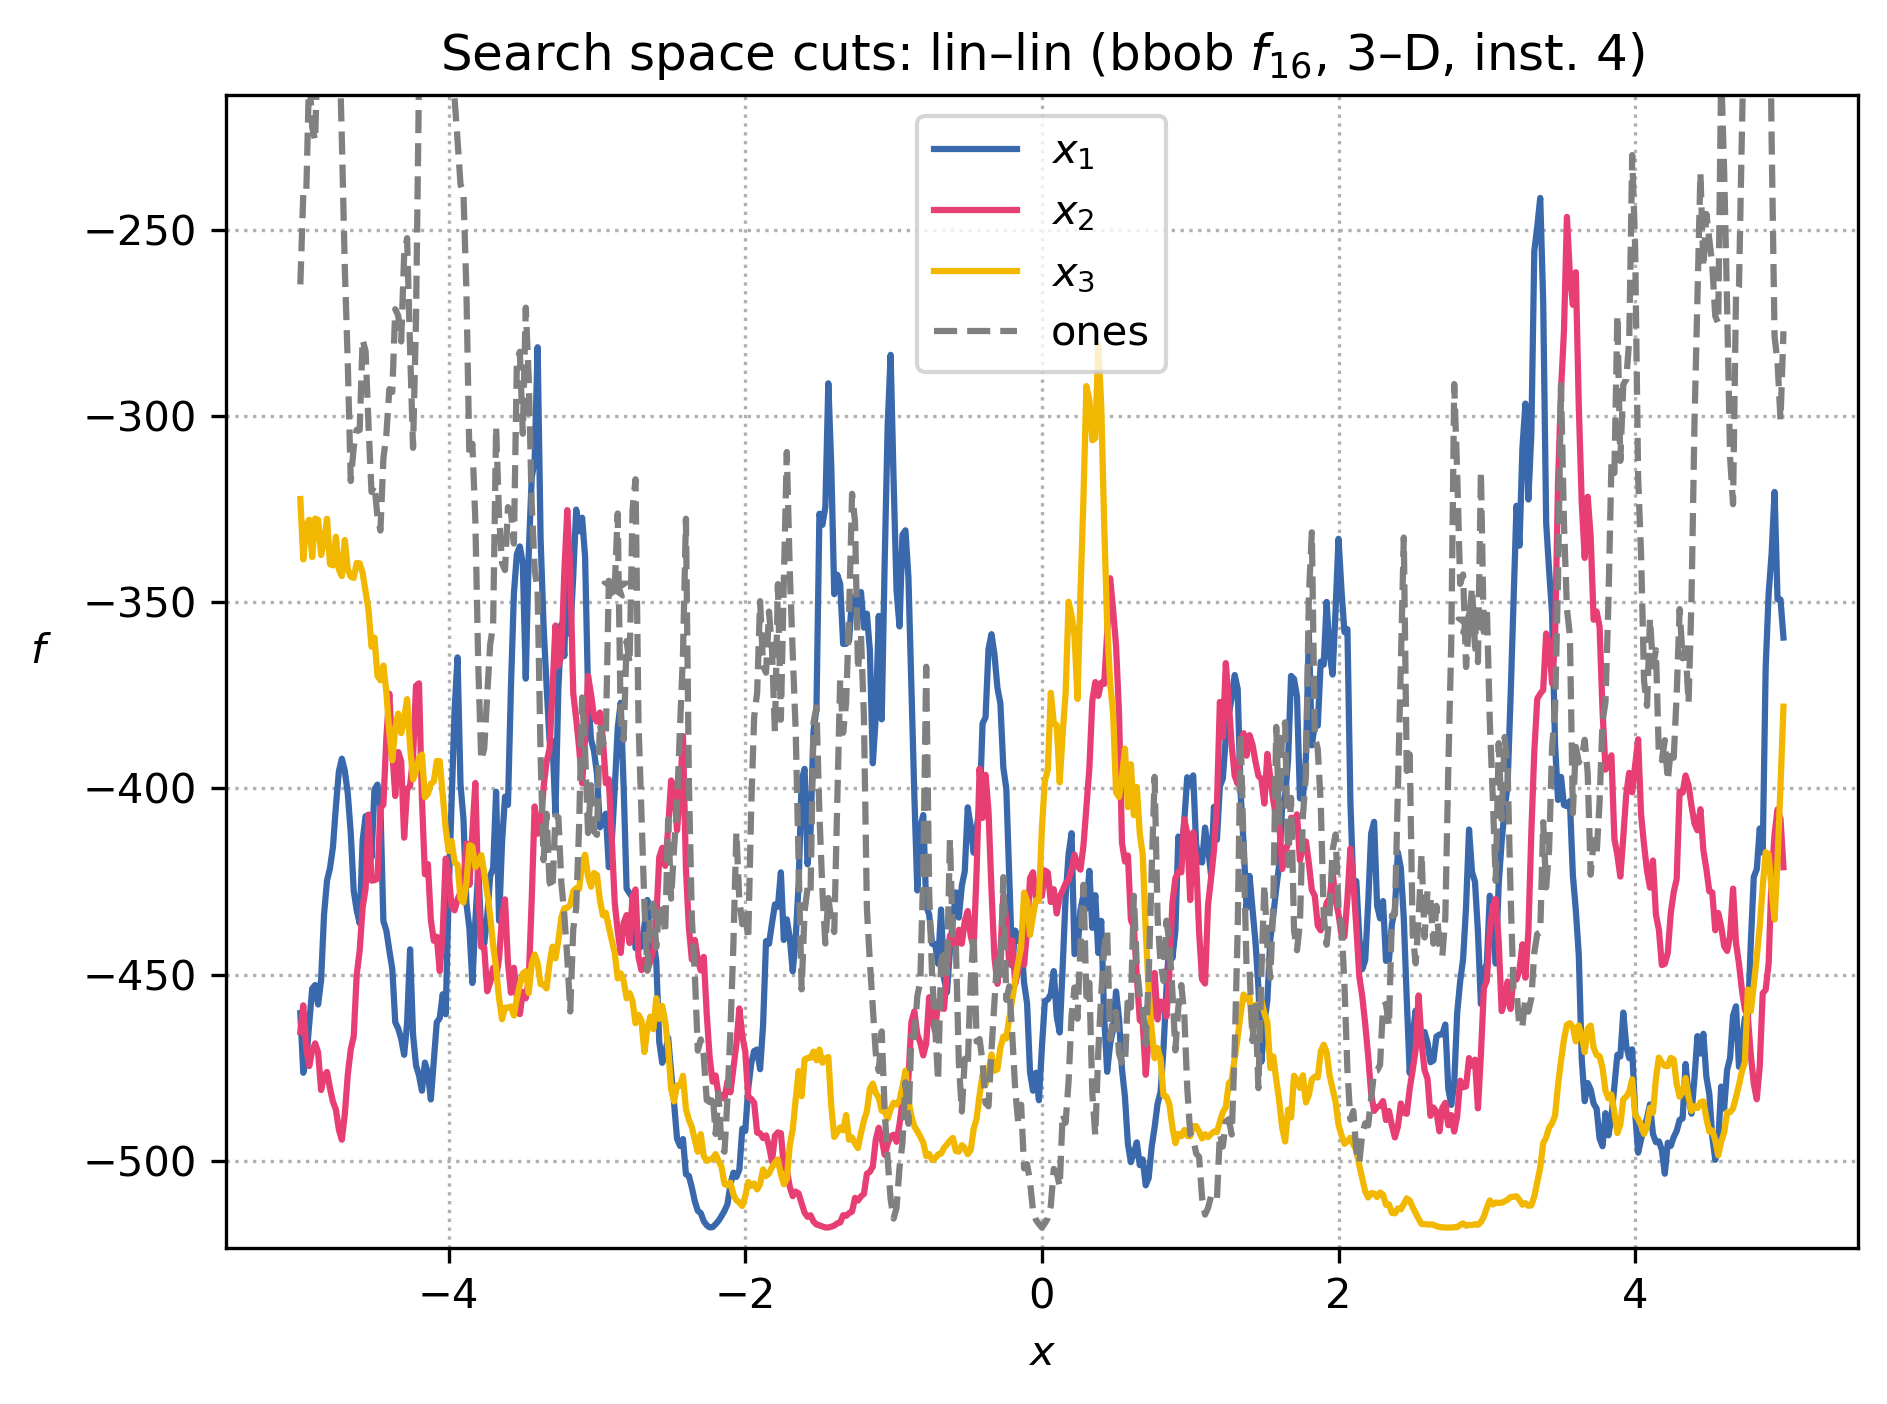 Search space cuts: lin–lin (bbob f₁₆, 3–D, inst. 4)
x₁
x₂
x₃
ones
−250
−300
−350
−400
−450
−500
f
−4
−2
0
2
4
x